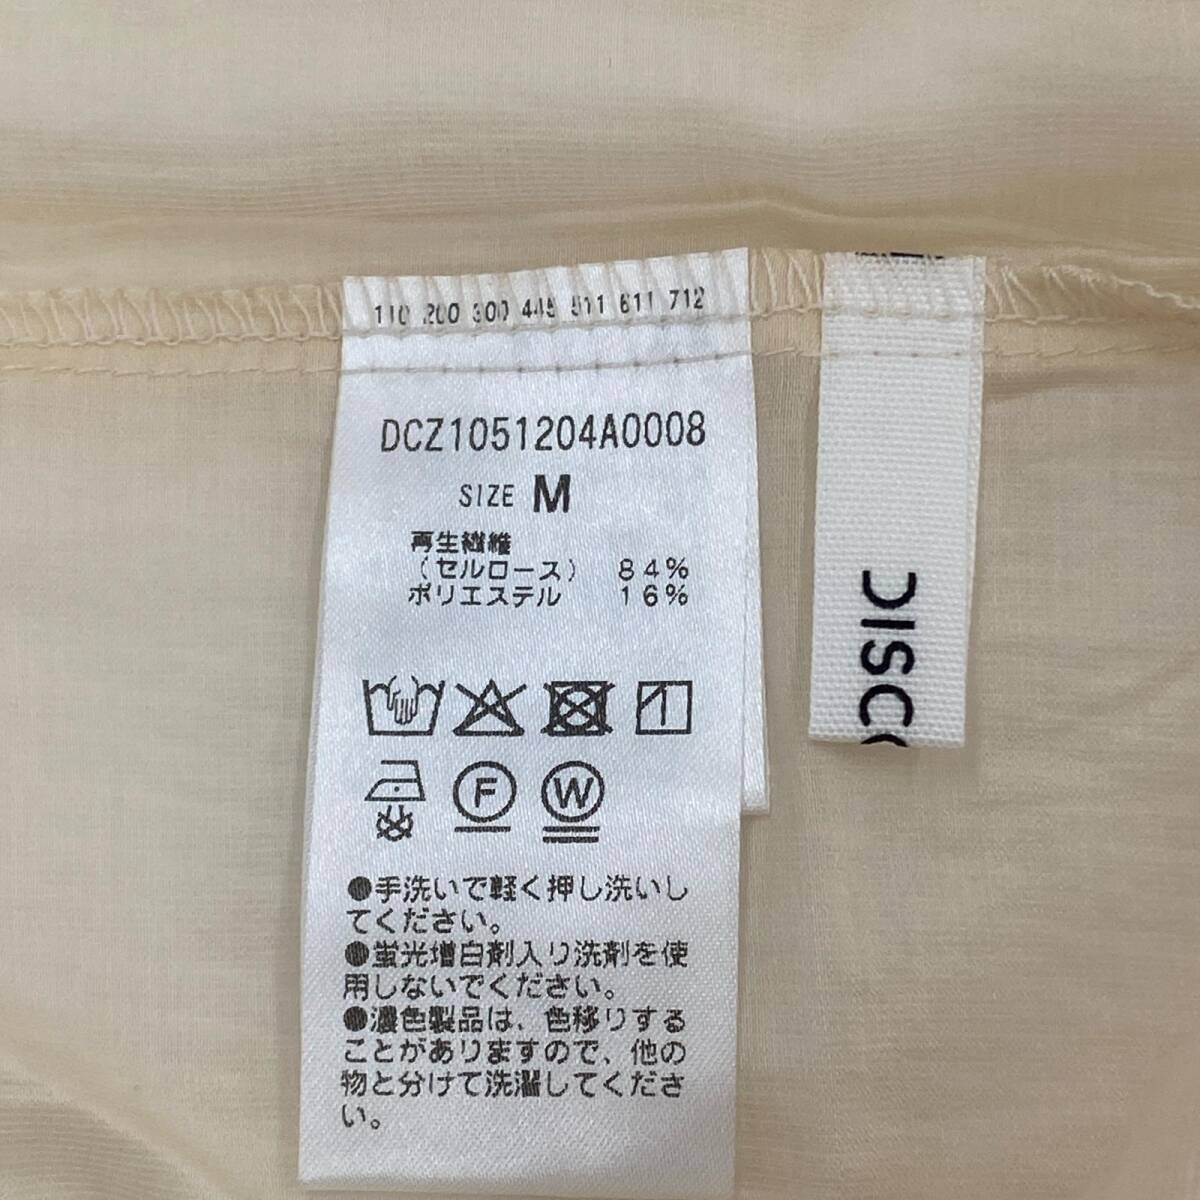 110 200 300 445 511 611 712
DCZ1051204A0008
SIZE M
再生繊維
(セルロース) 84%
ポリエステル 16%
F W
●手洗いで軽く押し洗いし
てください。
●蛍光増白剤入り洗剤を使
用しないでください。
●濃色製品は、色移りする
ことがありますので、他の
物と分けて洗濯してくださ
い。
DISC